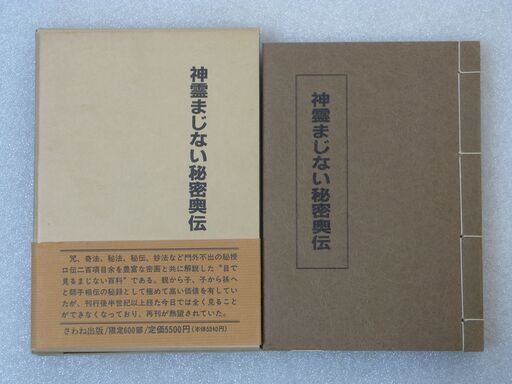 神霊まじない秘密奥伝
咒、奇法、秘法、秘伝、妙法など門外不出の秘授
口伝二百項目余を豊富な密画と共に解説した“目で
見るまじない百科”である。親から子、子から孫へ
と師子相伝の秘録として極めて高い価値を有してい
たが、刊行後半世紀以上経た今日では全く見ること
ができなくなっており、再刊が熱望されていた。
さわね出版/限定600部/定価5500円(本体5340円)
神霊まじない秘密奥伝